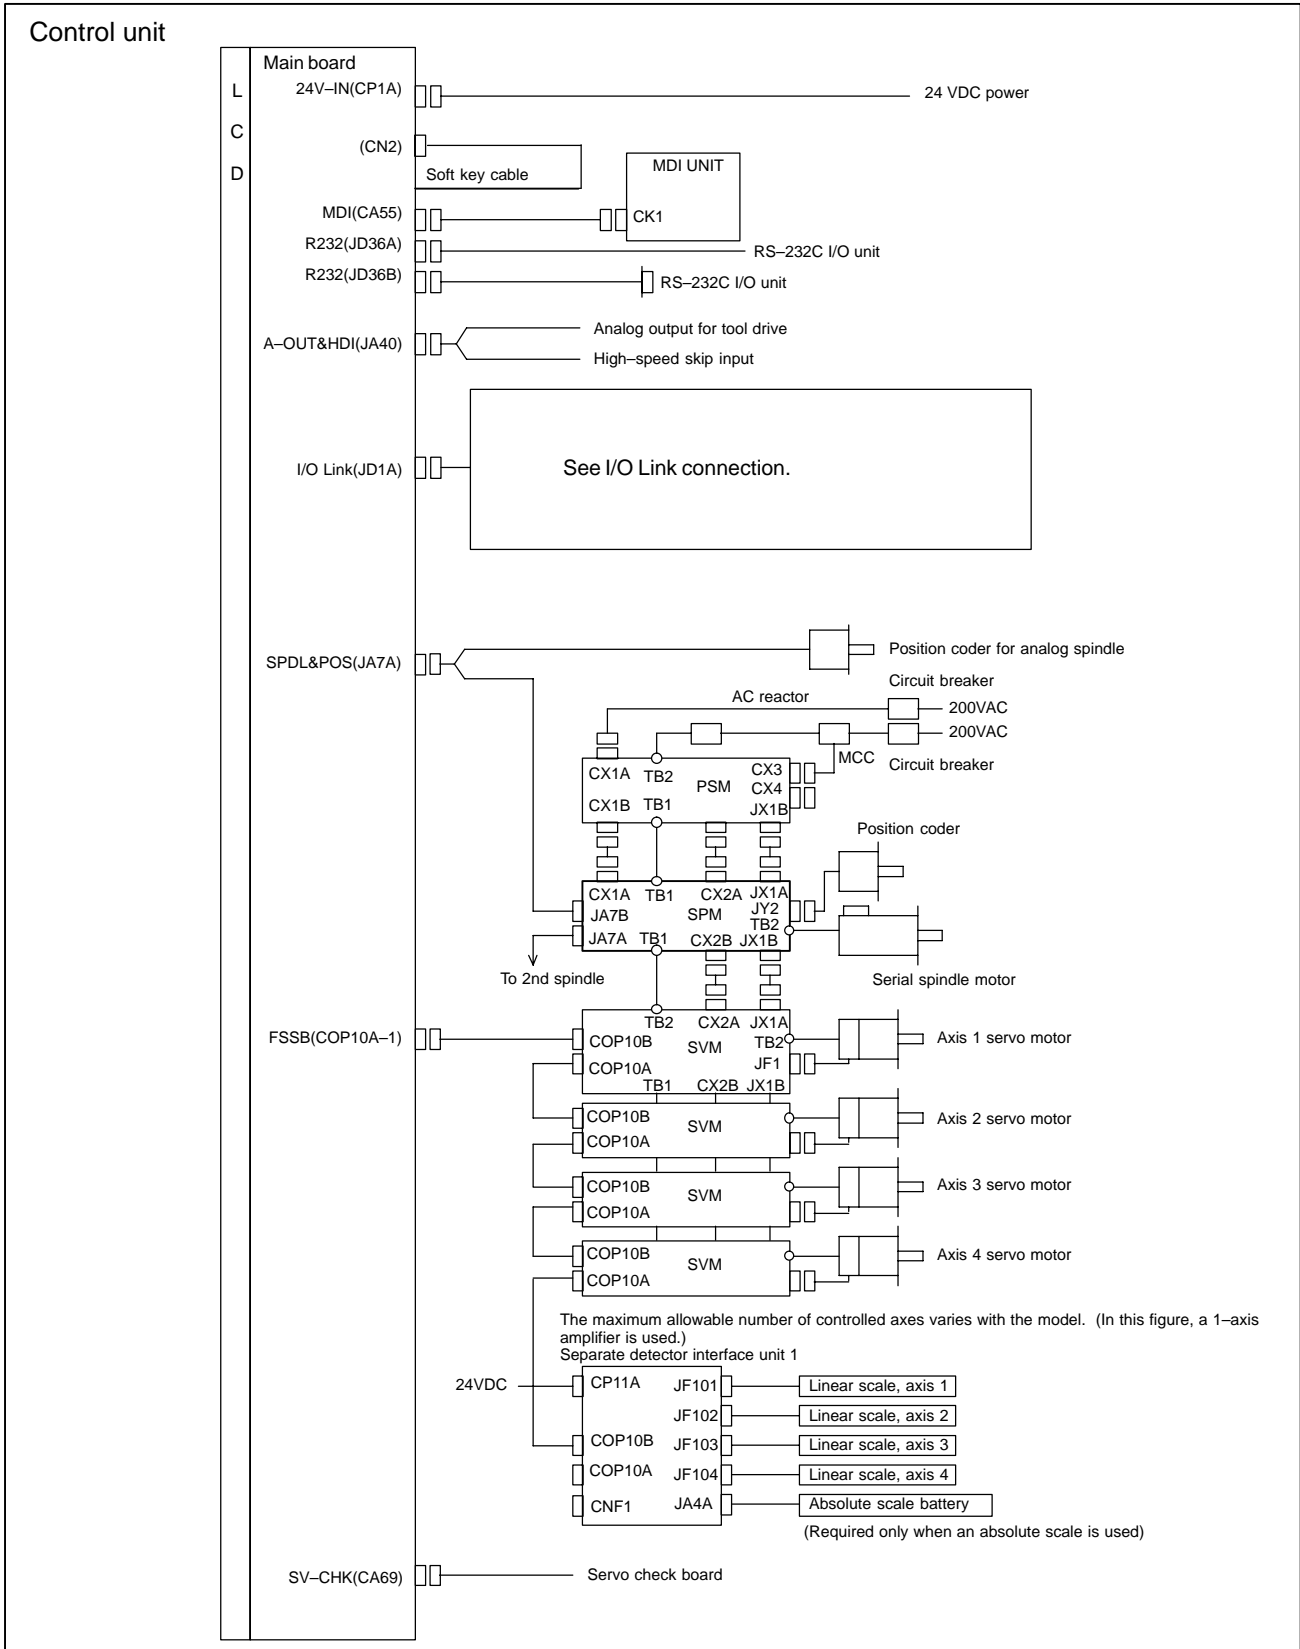 Control unit
Main board
L
C
D
24V–IN(CP1A)
24 VDC power
(CN2)
Soft key cable
MDI UNIT
MDI(CA55)
CK1
R232(JD36A)
RS–232C I/O unit
R232(JD36B)
RS–232C I/O unit
A–OUT&HDI(JA40)
Analog output for tool drive
High–speed skip input
I/O Link(JD1A)
See I/O Link connection.
SPDL&POS(JA7A)
Position coder for analog spindle
Circuit breaker
AC reactor
200VAC
200VAC
MCC
Circuit breaker
CX1A
TB2
PSM
CX3
CX4
CX1B
TB1
JX1B
Position coder
CX1A
TB1
CX2A
JX1A
JA7B
SPM
JY2
TB2
JA7A
TB1
CX2B
JX1B
To 2nd spindle
Serial spindle motor
FSSB(COP10A–1)
TB2
CX2A
JX1A
COP10B
SVM
TB2
COP10A
JF1
TB1
CX2B
JX1B
Axis 1 servo motor
COP10B
SVM
COP10A
Axis 2 servo motor
COP10B
SVM
COP10A
Axis 3 servo motor
COP10B
SVM
COP10A
Axis 4 servo motor
The maximum allowable number of controlled axes varies with the model. (In this figure, a 1–axis
amplifier is used.)
Separate detector interface unit 1
24VDC
CP11A
JF101
Linear scale, axis 1
JF102
Linear scale, axis 2
COP10B
JF103
Linear scale, axis 3
COP10A
JF104
Linear scale, axis 4
CNF1
JA4A
Absolute scale battery
(Required only when an absolute scale is used)
SV–CHK(CA69)
Servo check board